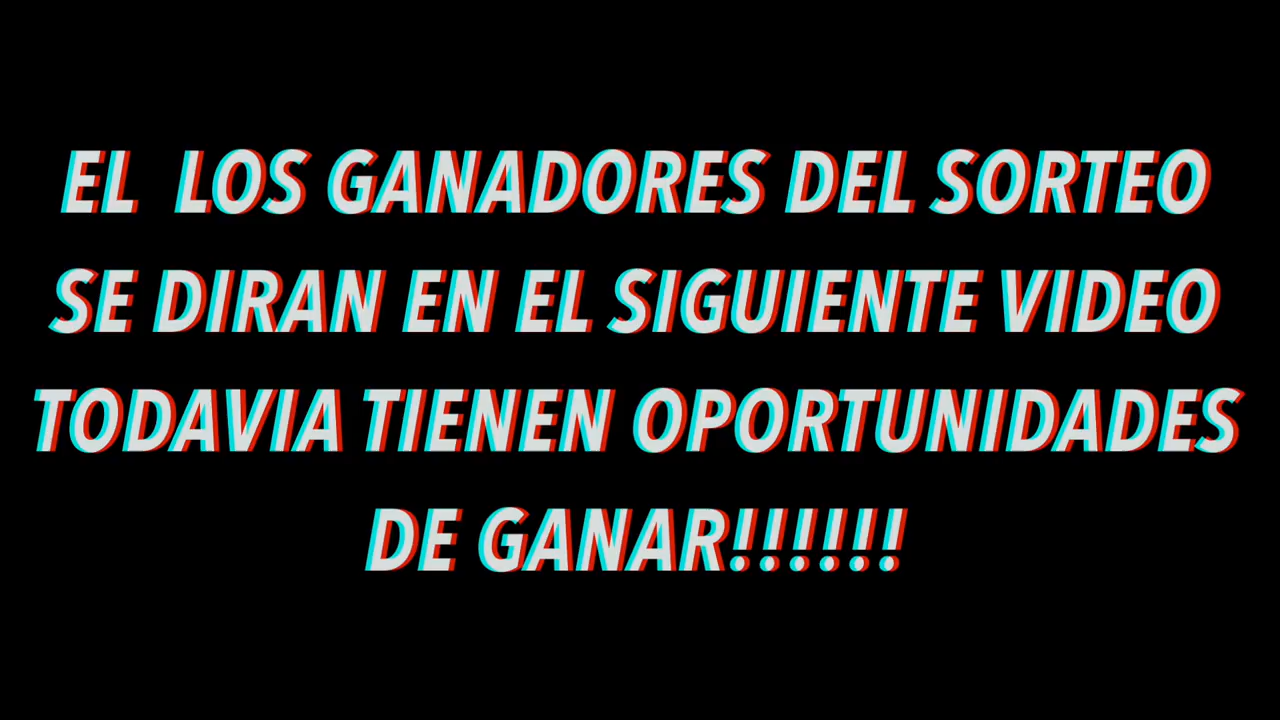 EL  LOS GANADORES DEL SORTEO
SE DIRAN EN EL SIGUIENTE VIDEO
TODAVIA TIENEN OPORTUNIDADES
DE GANAR!!!!!!